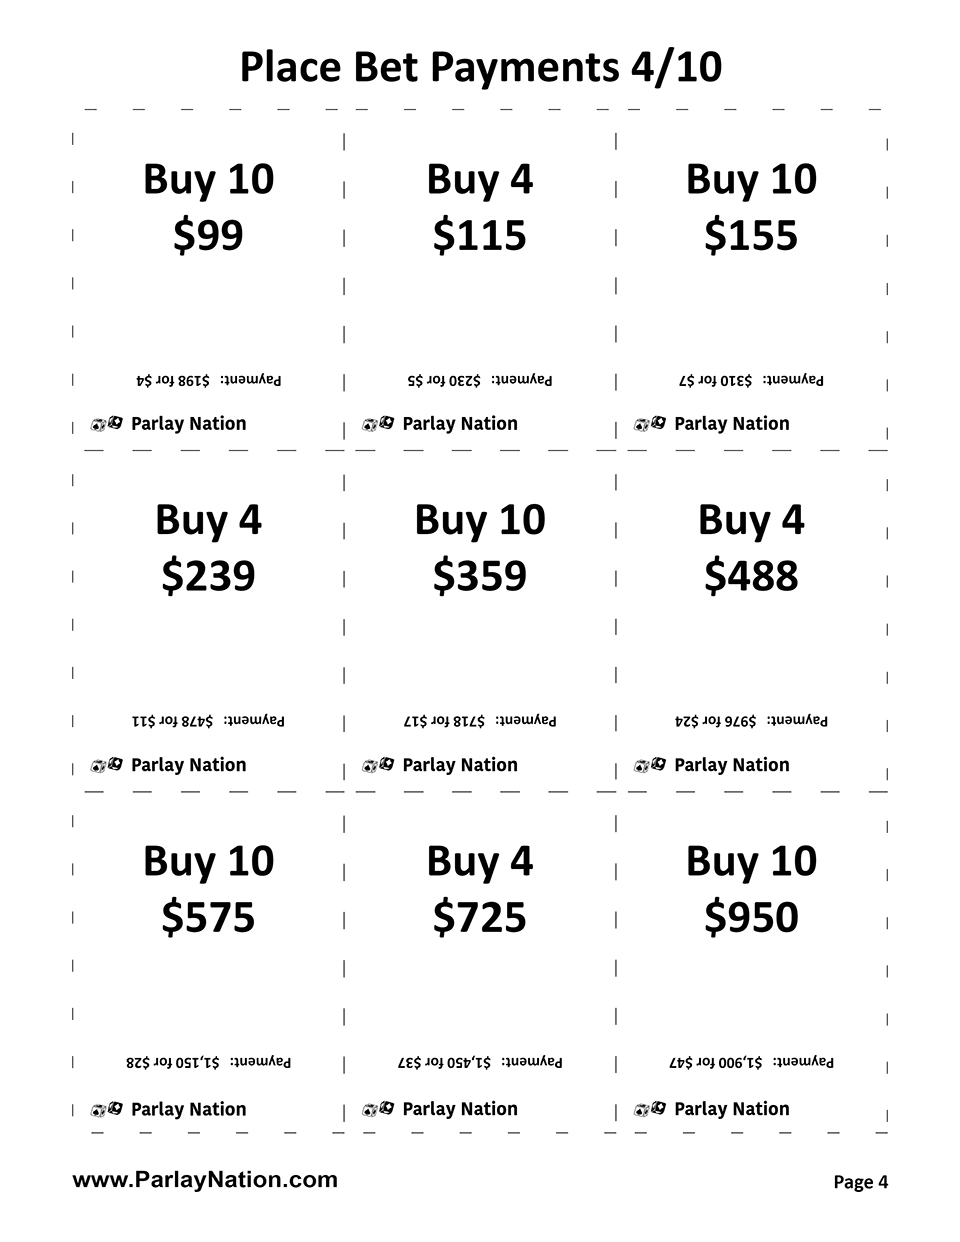 Place Bet Payments 4/10
Buy 10
$99
Payment: $198 for $4
Parlay Nation
Buy 4
$115
Payment: $230 for $5
Parlay Nation
Buy 10
$155
Payment: $310 for $7
Parlay Nation
Buy 4
$239
Payment: $478 for $11
Parlay Nation
Buy 10
$359
Payment: $718 for $17
Parlay Nation
Buy 4
$488
Payment: $976 for $24
Parlay Nation
Buy 10
$575
Payment: $1,150 for $28
Parlay Nation
Buy 4
$725
Payment: $1,450 for $37
Parlay Nation
Buy 10
$950
Payment: $1,900 for $47
Parlay Nation
www.ParlayNation.com
Page 4